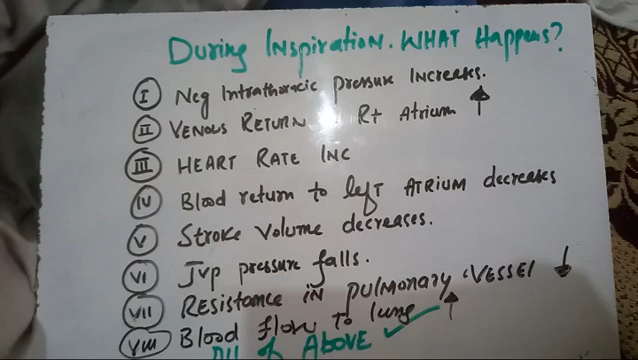 During Inspiration. WHAT Happens?
I Neg Intrathoracic pressure Increases.
II VENOUS RETURN Rt Atrium ↑
III HEART RATE INC
IV Blood return to left ATRIUM decreases
V Stroke Volume decreases.
VI Jvp pressure falls.
VII RESISTANCE IN PULMONARY VESSEL ↓
VIII Blood flow to lung ↑
All of ABOVE ✓